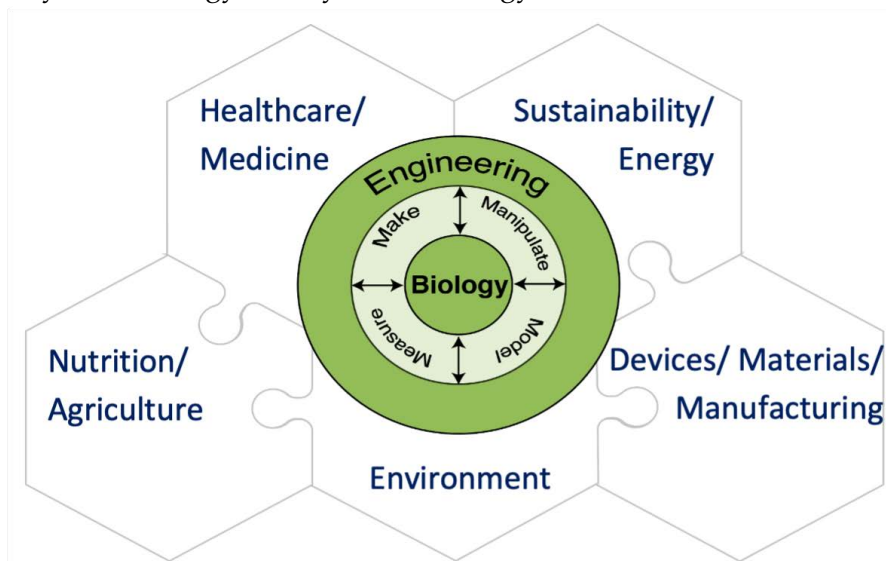 Healthcare/
Medicine
Sustainability/
Energy
Engineering
Make
Manipulate
Biology
Measure
Model
Nutrition/
Agriculture
Devices/ Materials/
Manufacturing
Environment